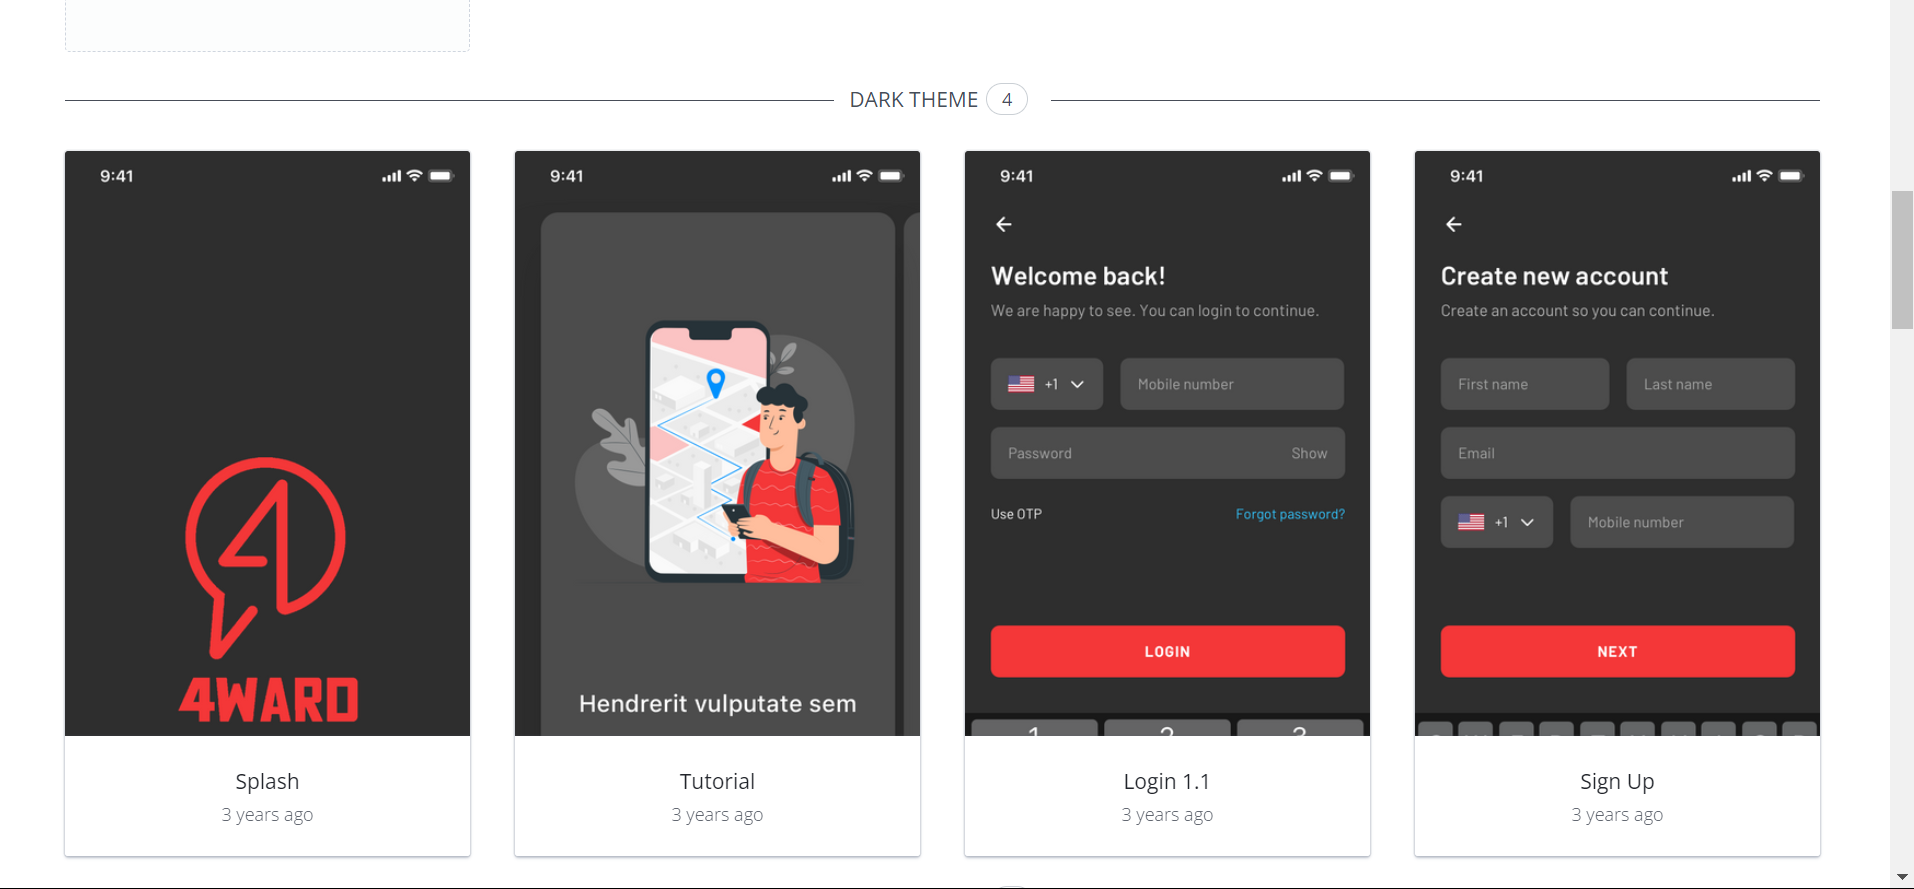 DARK THEME 4
9:41
4WARD
Splash
3 years ago
9:41
Hendrerit vulputate sem
Tutorial
3 years ago
9:41
Welcome back!
We are happy to see. You can login to continue.
+1 Mobile number
Password Show
Use OTP Forgot password?
LOGIN
1 2 3
Login 1.1
3 years ago
9:41
Create new account
Create an account so you can continue.
First name Last name
Email
+1 Mobile number
NEXT
Sign Up
3 years ago